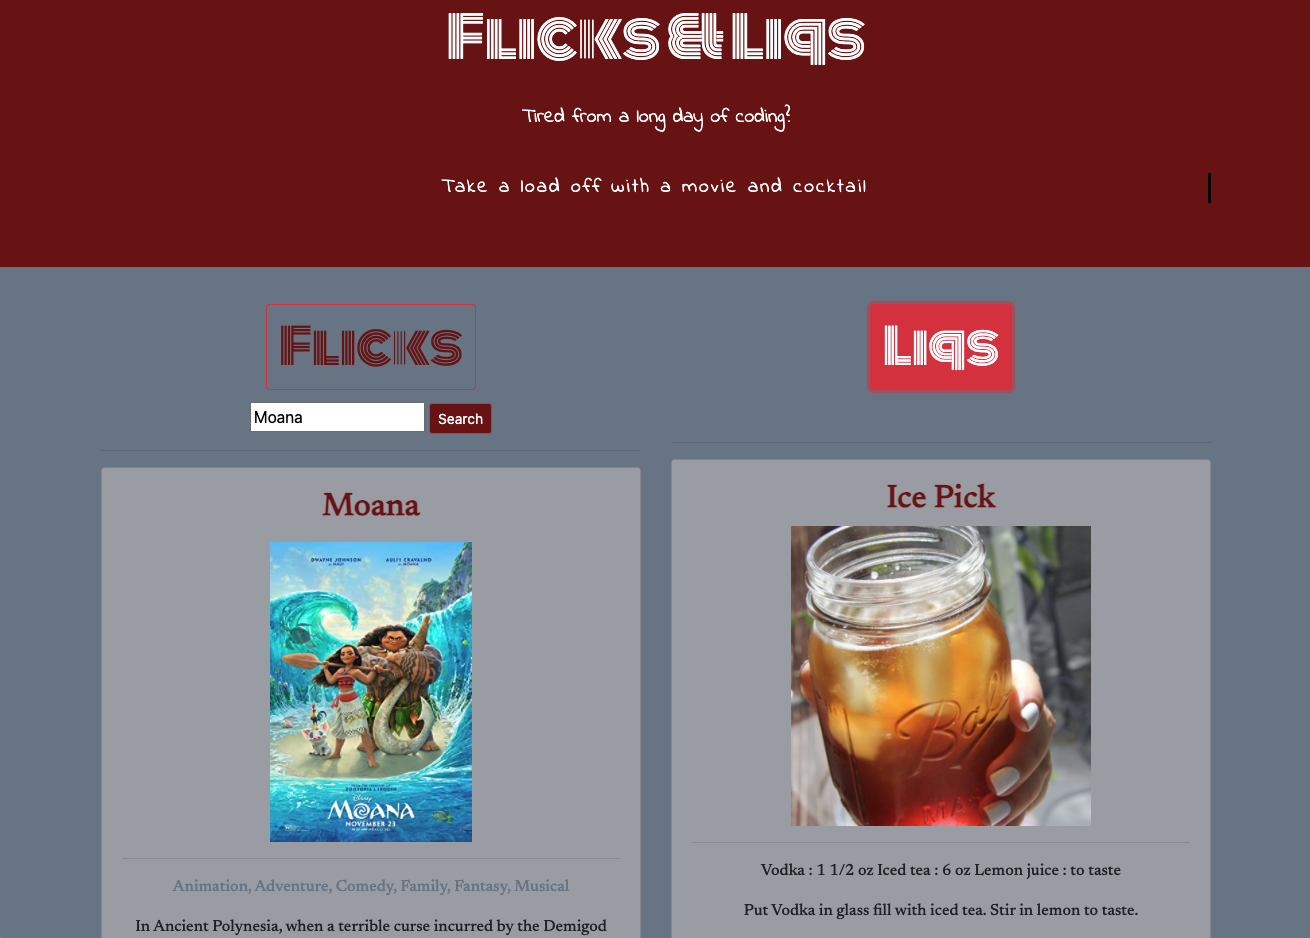 Flicks & Liqs
Tired from a long day of coding?
Take a load off with a movie and cocktail
Flicks
Liqs
Moana
Search
Moana
DWAYNE JOHNSON
AULI'I CRAVALHO
Disney
MOANA
NOVEMBER 23
Animation, Adventure, Comedy, Family, Fantasy, Musical
In Ancient Polynesia, when a terrible curse incurred by the Demigod
Ice Pick
Ball
Vodka : 1 1/2 oz Iced tea : 6 oz Lemon juice : to taste
Put Vodka in glass fill with iced tea. Stir in lemon to taste.